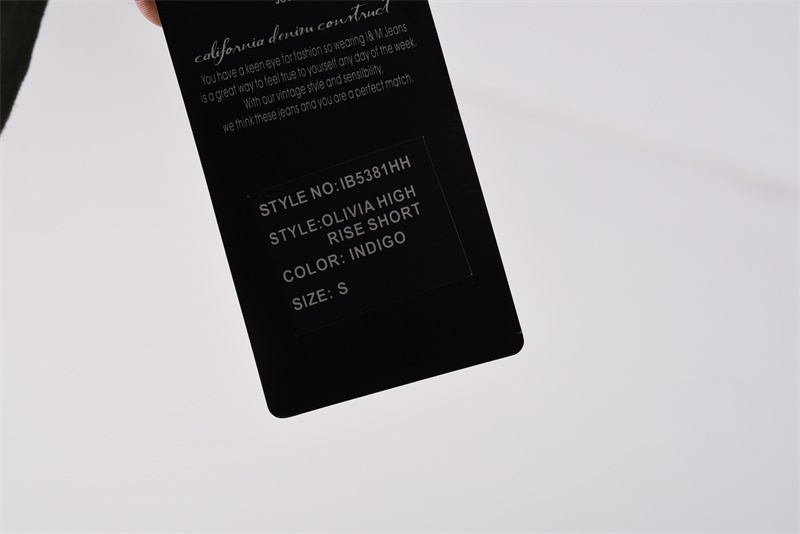 california denim construct
You have a keen eye for fashion so wearing I& M Jeans
is a great way to feel true to yourself any day of the week.
With our vintage style and sensilbility,
we think these jeans and you are a perfect match.
STYLE NO: IB5381HH
STYLE:OLIVIA HIGH
RISE SHORT
COLOR: INDIGO
SIZE: S